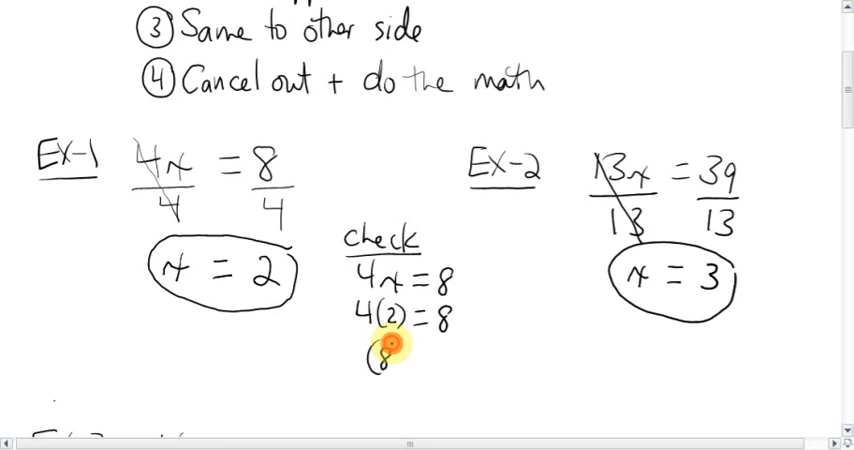 ③ Same to other side
④ Cancel out + do the math
Ex-1
4x = 8
4 4
x = 2
check
4x = 8
4(2) = 8
(8
Ex-2
13x = 39
13 13
x = 3